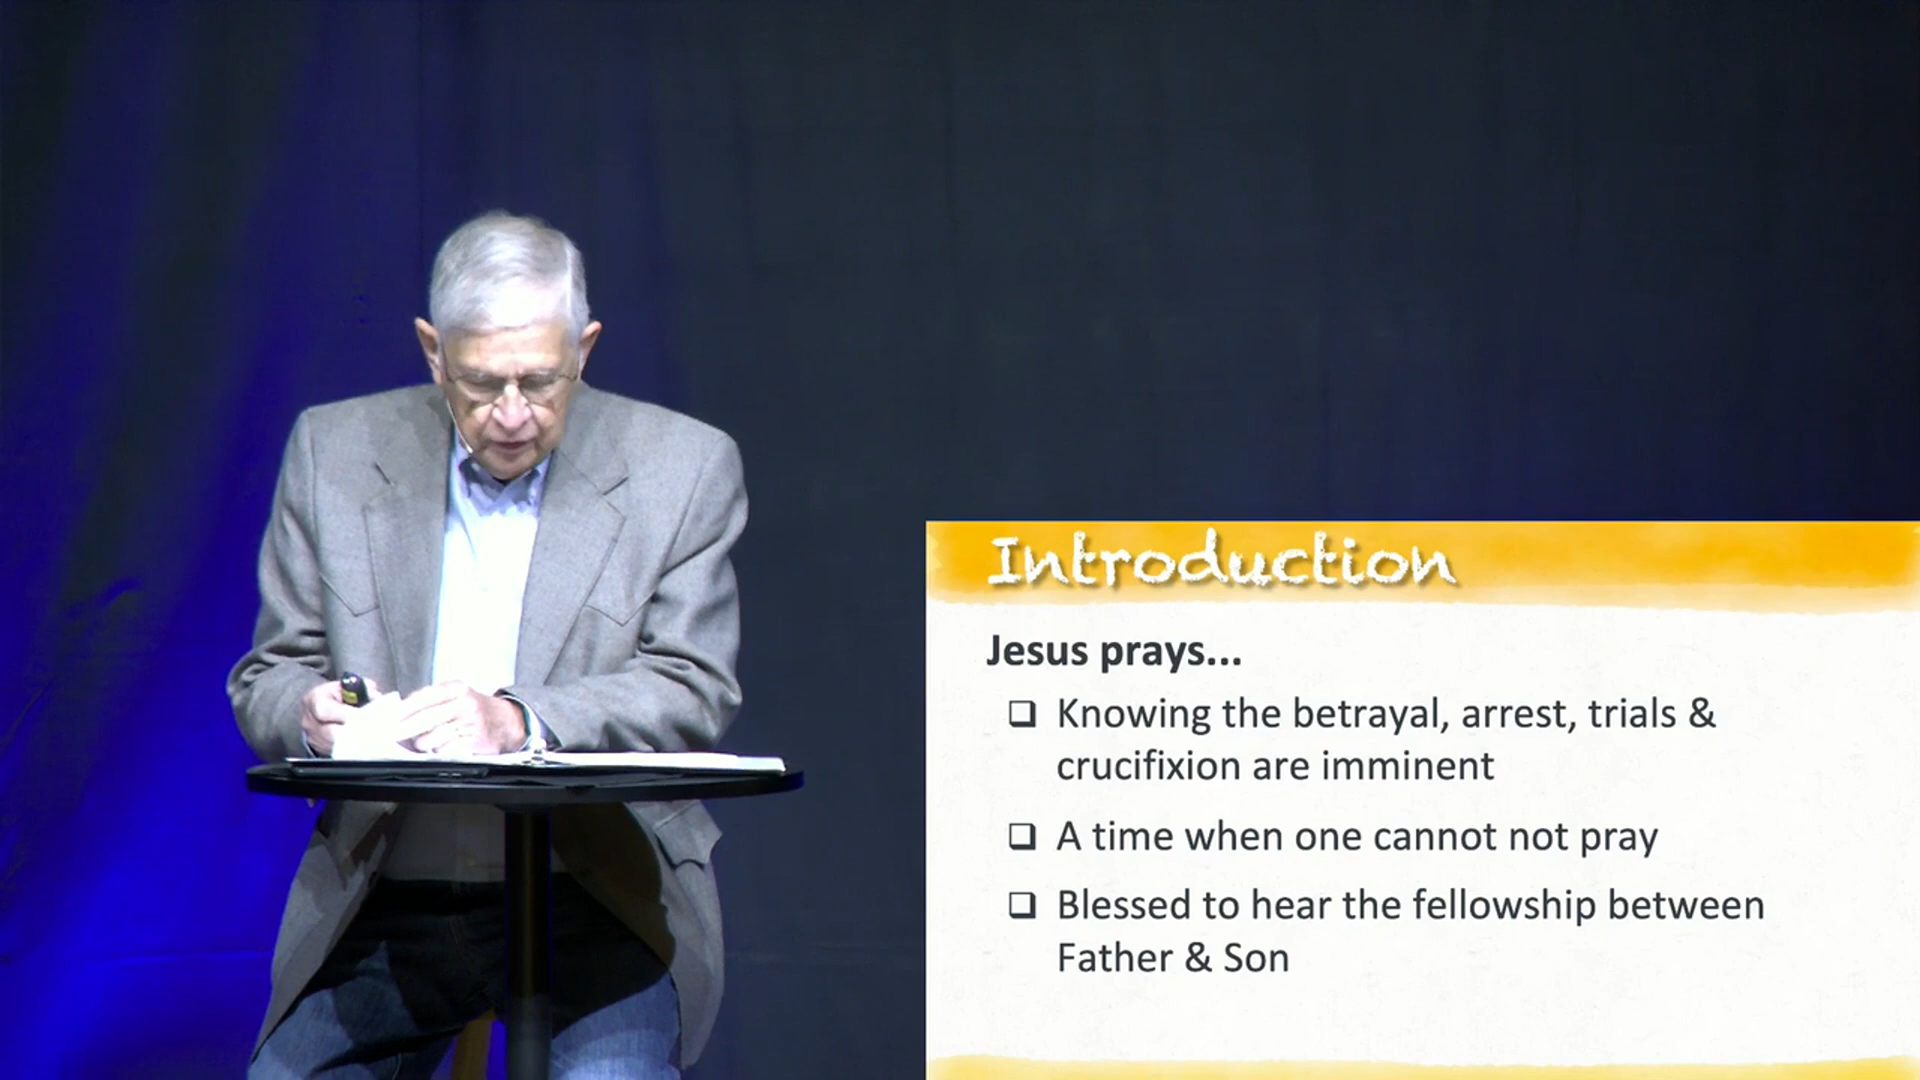 Introduction
Jesus prays...
Knowing the betrayal, arrest, trials &
crucifixion are imminent
A time when one cannot not pray
Blessed to hear the fellowship between
Father & Son